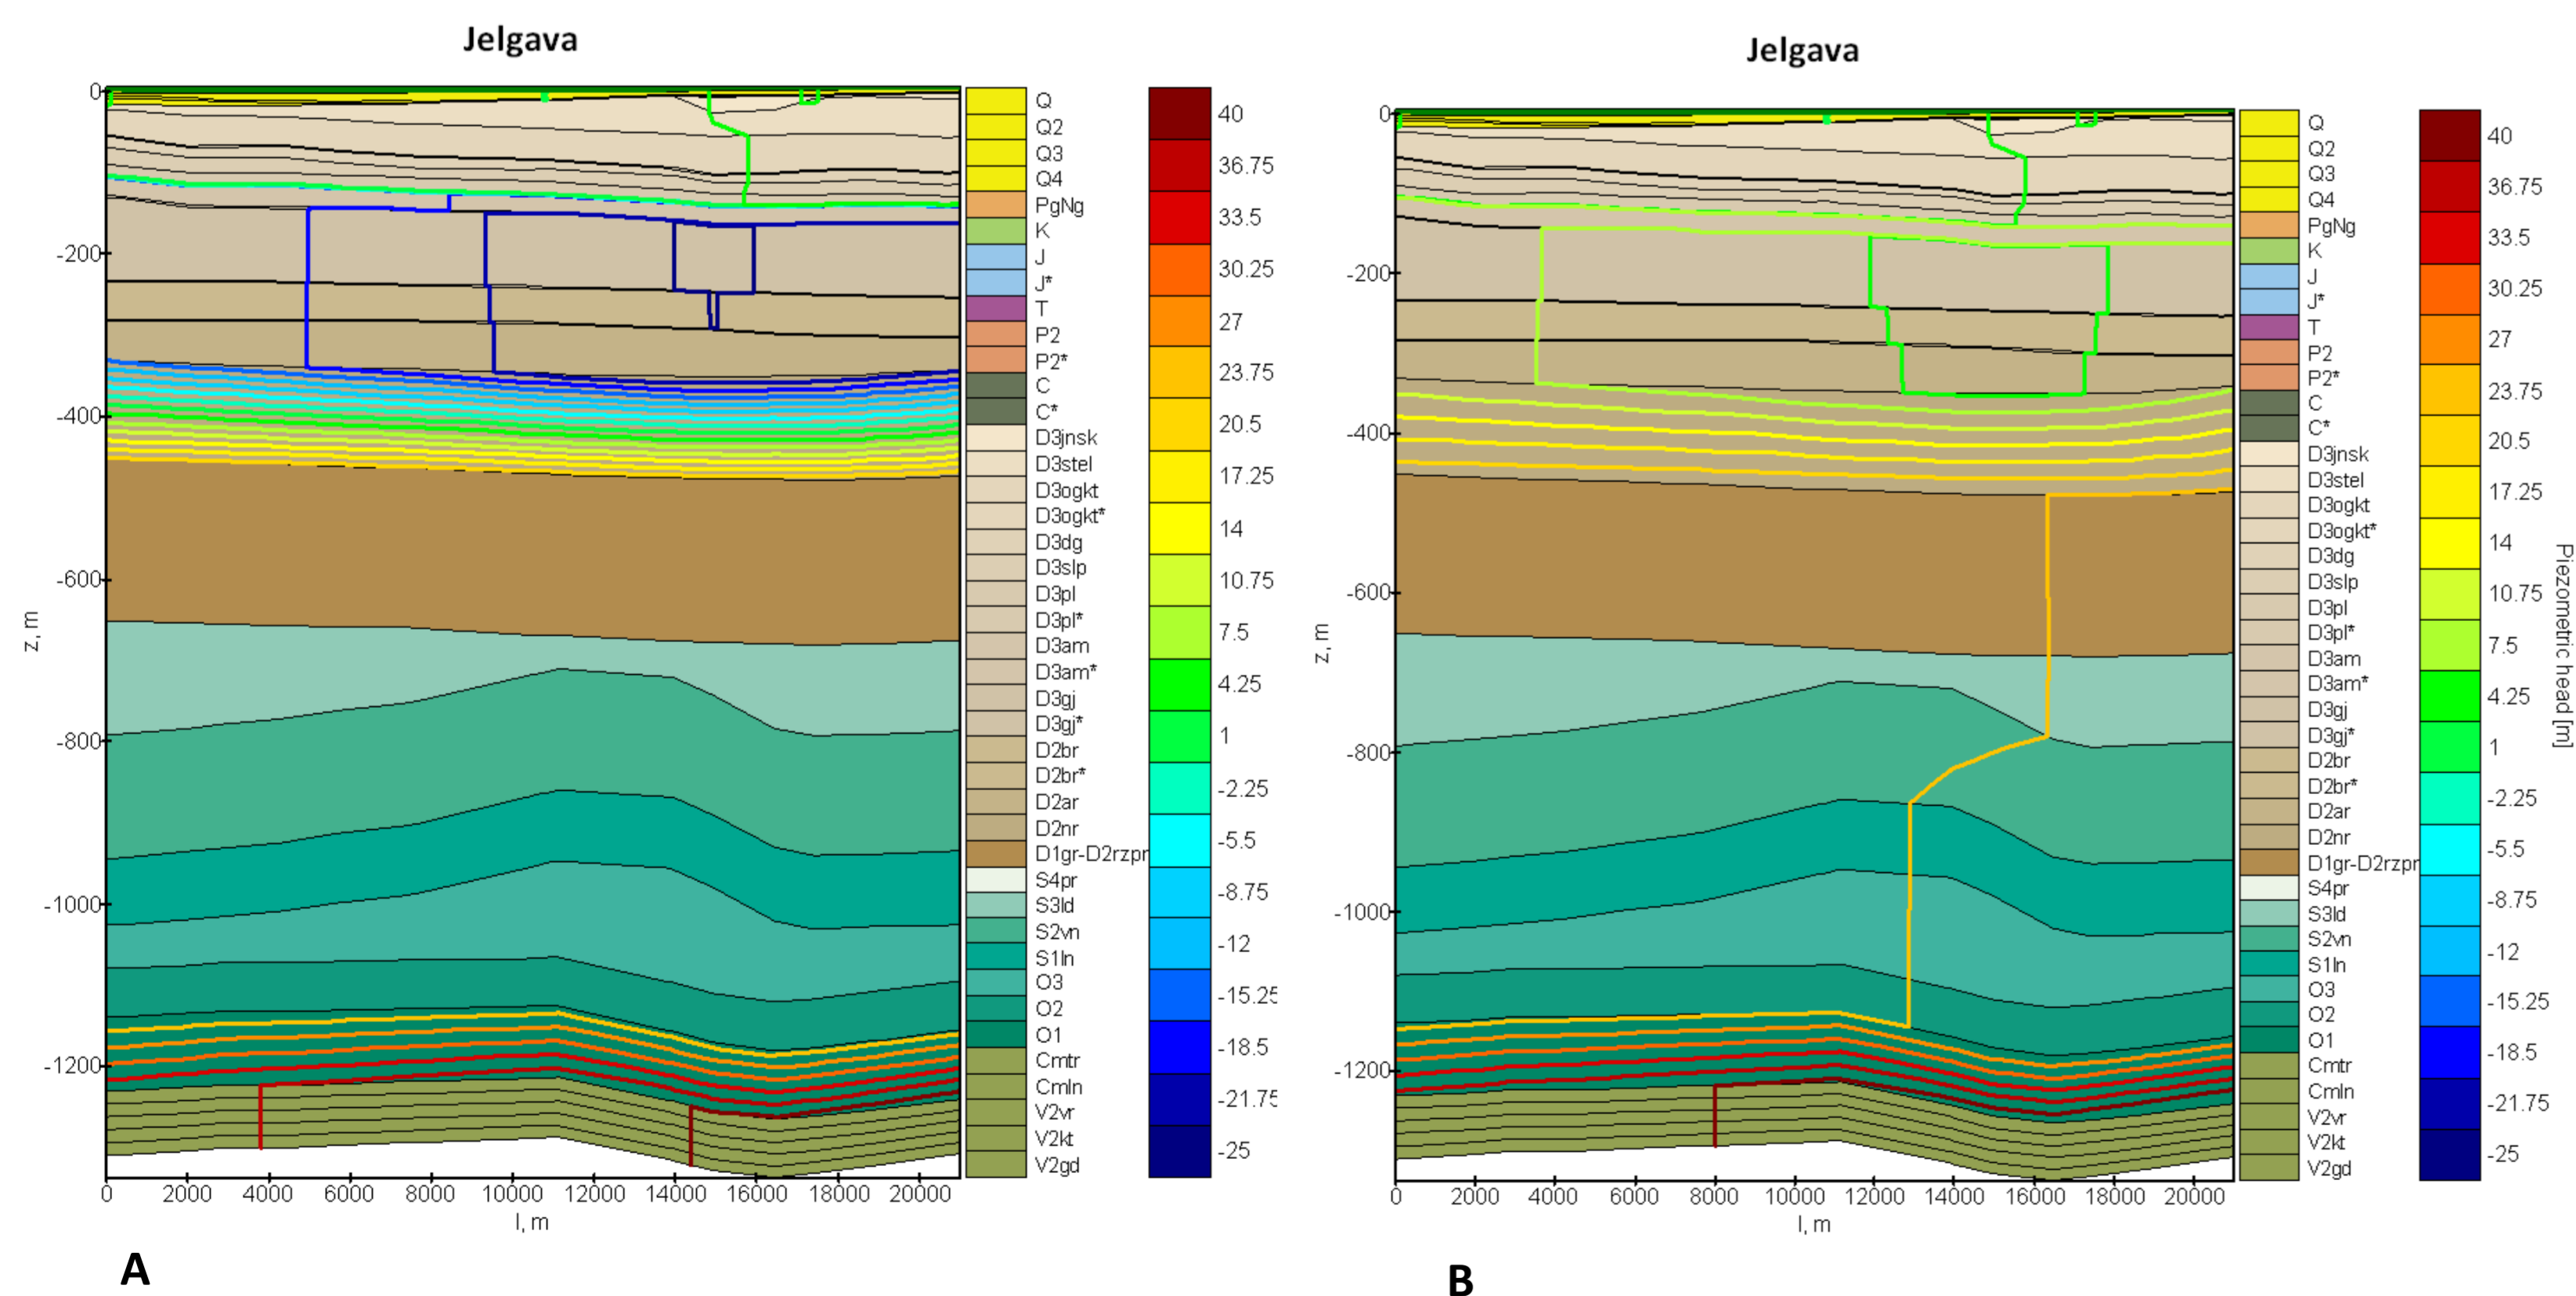 Jelgava
0
-200
-400
-600
-800
-1000
-1200
z, m
0 2000 4000 6000 8000 10000 12000 14000 16000 18000 20000
l, m
Q
Q2
Q3
Q4
PgNg
K
J
J*
T
P2
P2*
C
C*
D3jnsk
D3stel
D3ogkt
D3ogkt*
D3dg
D3slp
D3pl
D3pl*
D3am
D3am*
D3gj
D3gj*
D2br
D2br*
D2ar
D2nr
D1gr-D2rzpr
S4pr
S3ld
S2vn
S1ln
O3
O2
O1
Cmtr
Cmln
V2vr
V2kt
V2gd
40
36.75
33.5
30.25
27
23.75
20.5
17.25
14
10.75
7.5
4.25
1
-2.25
-5.5
-8.75
-12
-15.25
-18.5
-21.75
-25
A
Jelgava
0
-200
-400
-600
-800
-1000
-1200
z, m
0 2000 4000 6000 8000 10000 12000 14000 16000 18000 20000
l, m
Q
Q2
Q3
Q4
PgNg
K
J
J*
T
P2
P2*
C
C*
D3jnsk
D3stel
D3ogkt
D3ogkt*
D3dg
D3slp
D3pl
D3pl*
D3am
D3am*
D3gj
D3gj*
D2br
D2br*
D2ar
D2nr
D1gr-D2rzpr
S4pr
S3ld
S2vn
S1ln
O3
O2
O1
Cmtr
Cmln
V2vr
V2kt
V2gd
40
36.75
33.5
30.25
27
23.75
20.5
17.25
14
10.75
7.5
4.25
1
-2.25
-5.5
-8.75
-12
-15.25
-18.5
-21.75
-25
Piezometric head [m]
B